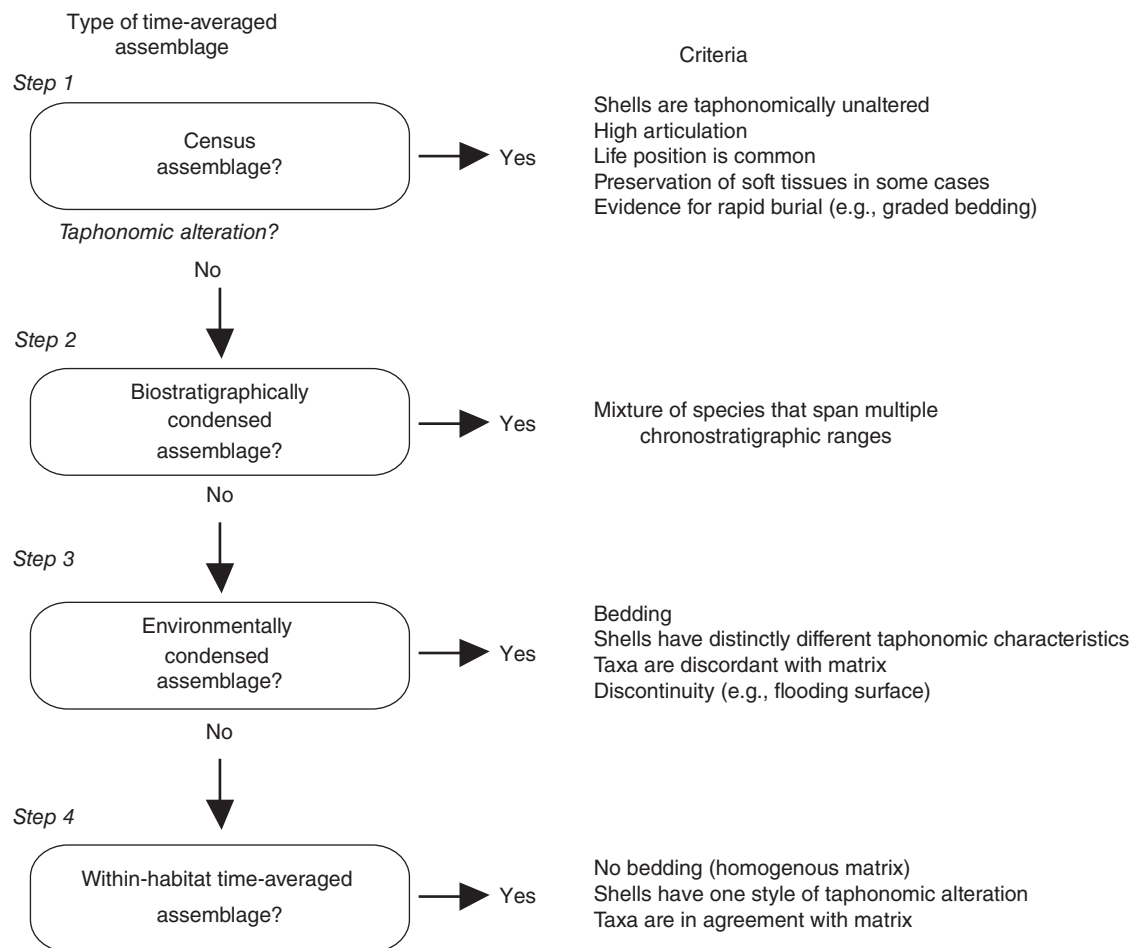 Type of time-averaged
assemblage
Criteria
Step 1
Census
assemblage?
Yes
Shells are taphonomically unaltered
High articulation
Life position is common
Preservation of soft tissues in some cases
Evidence for rapid burial (e.g., graded bedding)
Taphonomic alteration?
No
Step 2
Biostratigraphically
condensed
assemblage?
Yes
Mixture of species that span multiple
chronostratigraphic ranges
No
Step 3
Environmentally
condensed
assemblage?
Yes
Bedding
Shells have distinctly different taphonomic characteristics
Taxa are discordant with matrix
Discontinuity (e.g., flooding surface)
No
Step 4
Within-habitat time-averaged
assemblage?
Yes
No bedding (homogenous matrix)
Shells have one style of taphonomic alteration
Taxa are in agreement with matrix